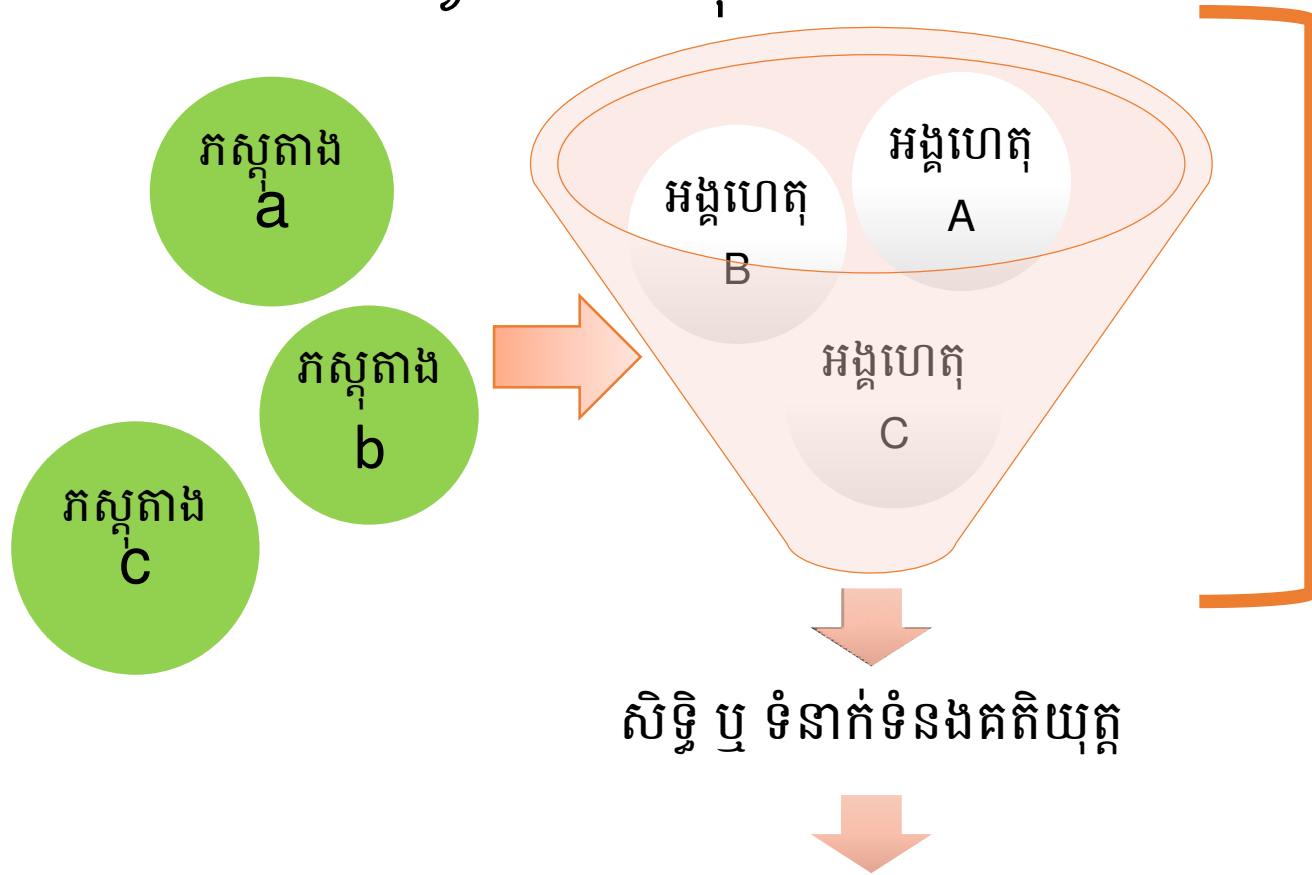 ភស្តុតាង
a
ភស្តុតាង
b
ភស្តុតាង
c
អង្គហេតុ
A
អង្គហេតុ
B
អង្គហេតុ
C
សិទ្ធិ ឬ ទំនាក់ទំនងគតិយុត្ត